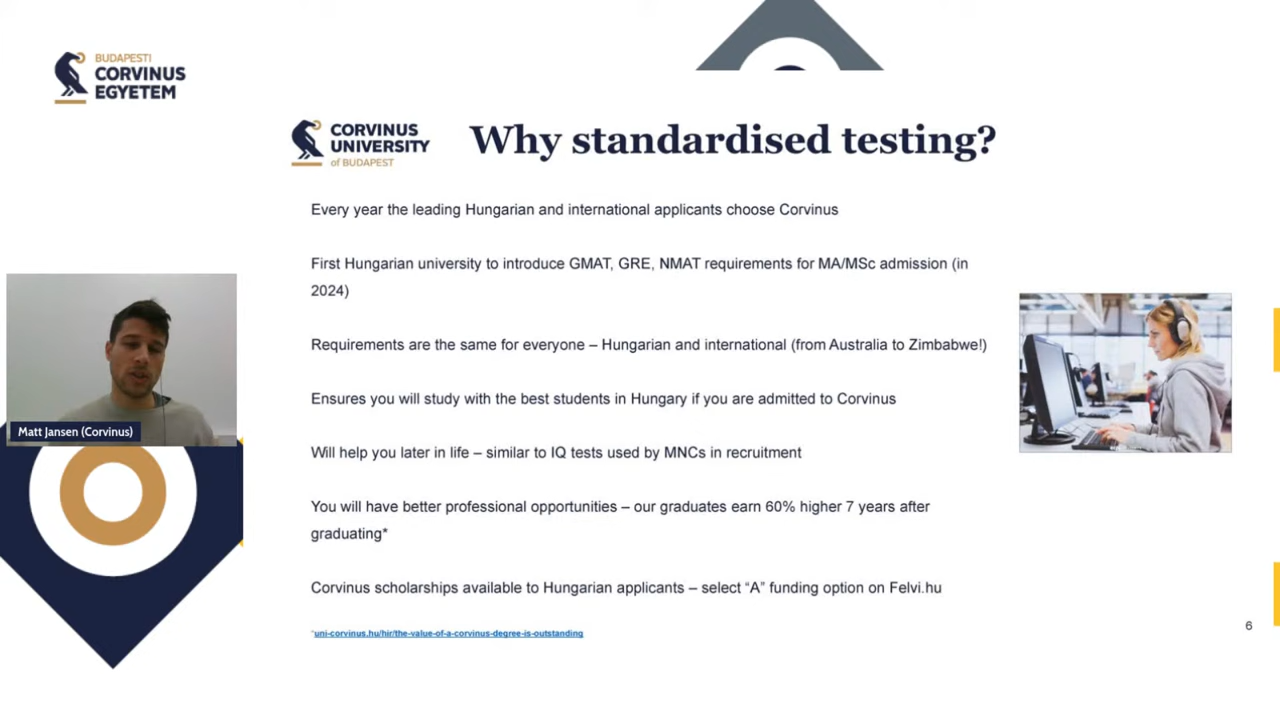 BUDAPESTI
CORVINUS
EGYETEM
CORVINUS
UNIVERSITY
of BUDAPEST
Why standardised testing?
Every year the leading Hungarian and international applicants choose Corvinus
First Hungarian university to introduce GMAT, GRE, NMAT requirements for MA/MSc admission (in
2024)
Requirements are the same for everyone – Hungarian and international (from Australia to Zimbabwe!)
Ensures you will study with the best students in Hungary if you are admitted to Corvinus
Matt Jansen (Corvinus)
Will help you later in life – similar to IQ tests used by MNCs in recruitment
You will have better professional opportunities – our graduates earn 60% higher 7 years after
graduating*
Corvinus scholarships available to Hungarian applicants – select “A” funding option on Felvi.hu
*uni-corvinus.hu/hir/the-value-of-a-corvinus-degree-is-outstanding
6